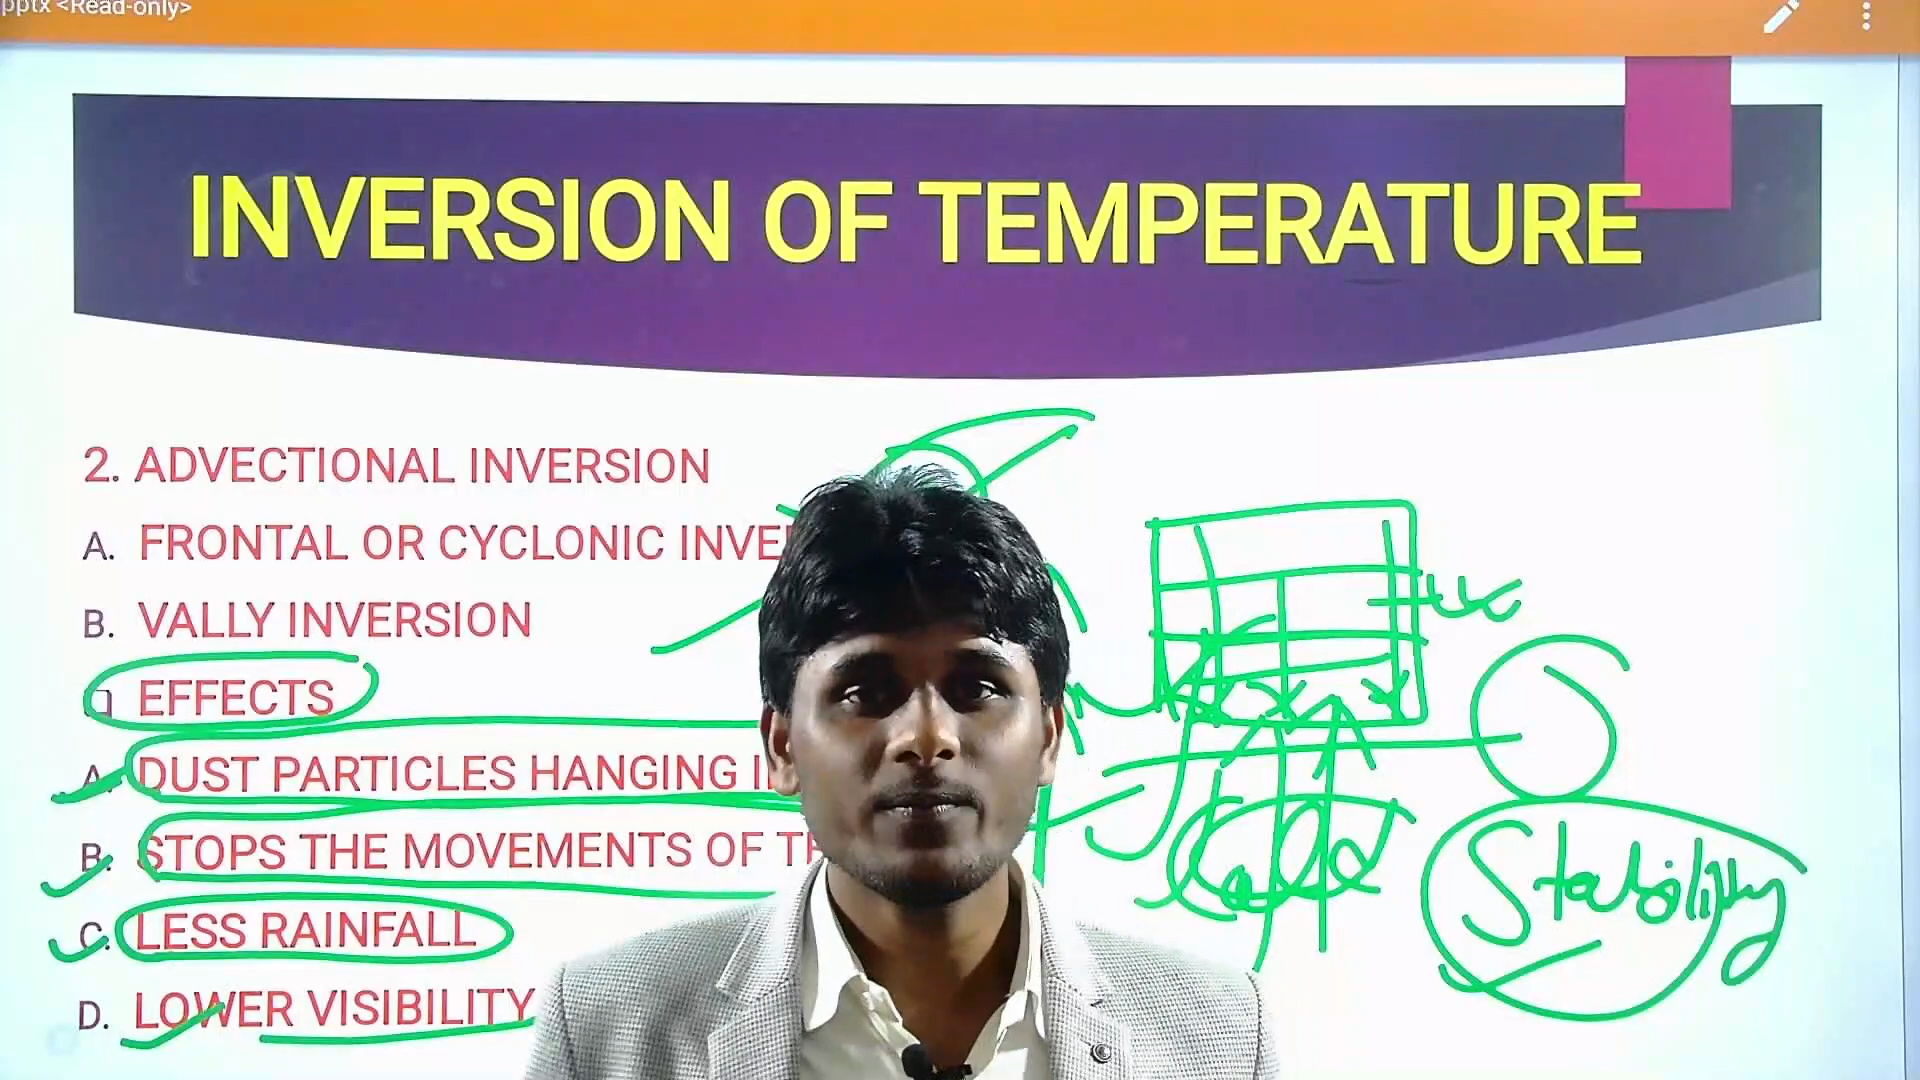 pptx <Read-only>
INVERSION OF TEMPERATURE
2. ADVECTIONAL INVERSION
A. FRONTAL OR CYCLONIC
B. VALLY INVERSION
EFFECTS
A. DUST PARTICLES HANGING
B. STOPS THE MOVEMENTS OF
C. LESS RAINFALL
D. LOWER VISIBILITY
Cold
Stability